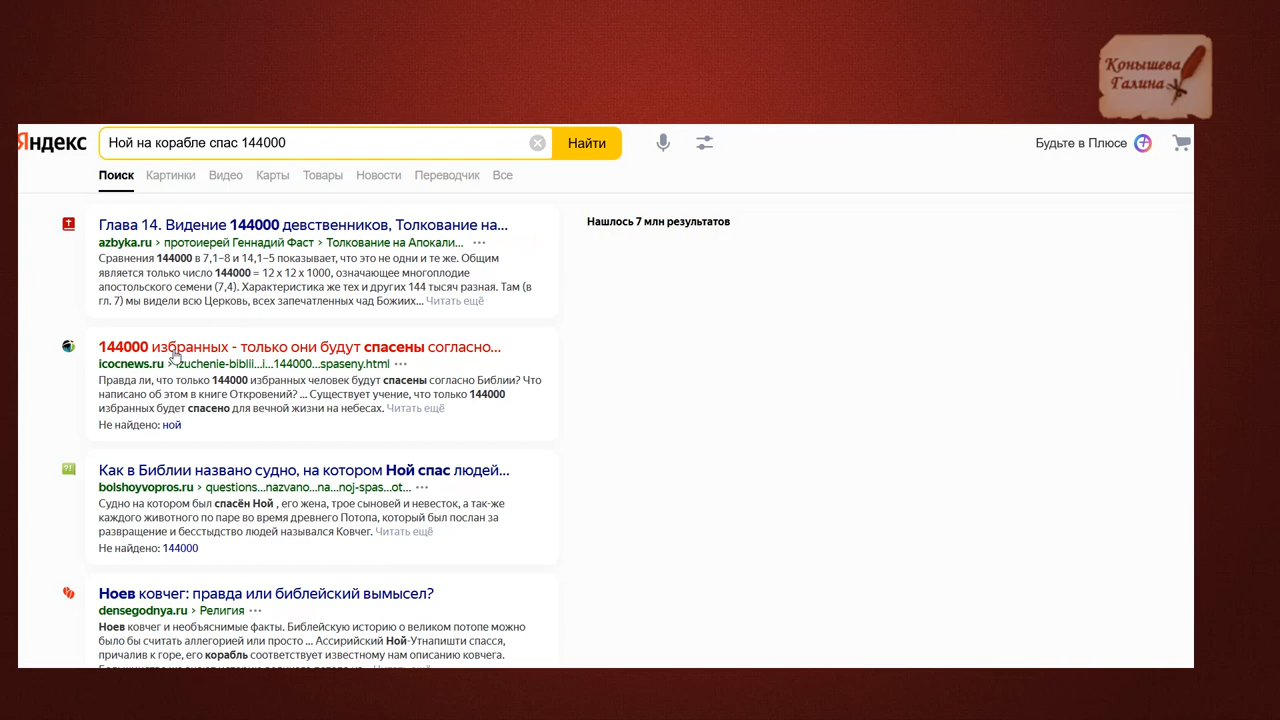 Конышева
Галина
Яндекс
Ной на корабле спас 144000
Найти
Будьте в Плюсе
Поиск Картинки Видео Карты Товары Новости Переводчик Все
Глава 14. Видение 144000 девственников, Толкование на...
azbyka.ru › протоиерей Геннадий Фаст › Толкование на Апокали...
Сравнения 144000 в 7,1–8 и 14,1–5 показывает, что это не одни и те же. Общим
является только число 144000 = 12 х 12 х 1000, означающее многоплодие
апостольского семени (7,4). Характеристика же тех и других 144 тысяч разная. Там (в
гл. 7) мы видели всю Церковь, всех запечатленных чад Божиих... Читать ещё
Нашлось 7 млн результатов
144000 избранных - только они будут спасены согласно...
icocnews.ru › izuchenie-biblii...i...144000...spaseny.html
Правда ли, что только 144000 избранных человек будут спасены согласно Библии? Что
написано об этом в книге Откровений? ... Существует учение, что только 144000
избранных будет спасено для вечной жизни на небесах. Читать ещё
Не найдено: ной
Как в Библии названо судно, на котором Ной спас людей...
bolshoyvopros.ru › questions...nazvano...na...noj-spas...ot...
Судно на котором был спасён Ной , его жена, трое сыновей и невесток, а так-же
каждого животного по паре во время древнего Потопа, который был послан за
развращение и бесстыдство людей назывался Ковчег. Читать ещё
Не найдено: 144000
Ноев ковчег: правда или библейский вымысел?
densegodnya.ru › Религия
Ноев ковчег и необъяснимые факты. Библейскую историю о великом потопе можно
было бы считать аллегорией или просто ... Ассирийский Ной-Утнапишти спасся,
причалив к горе, его корабль соответствует известному нам описанию ковчега.